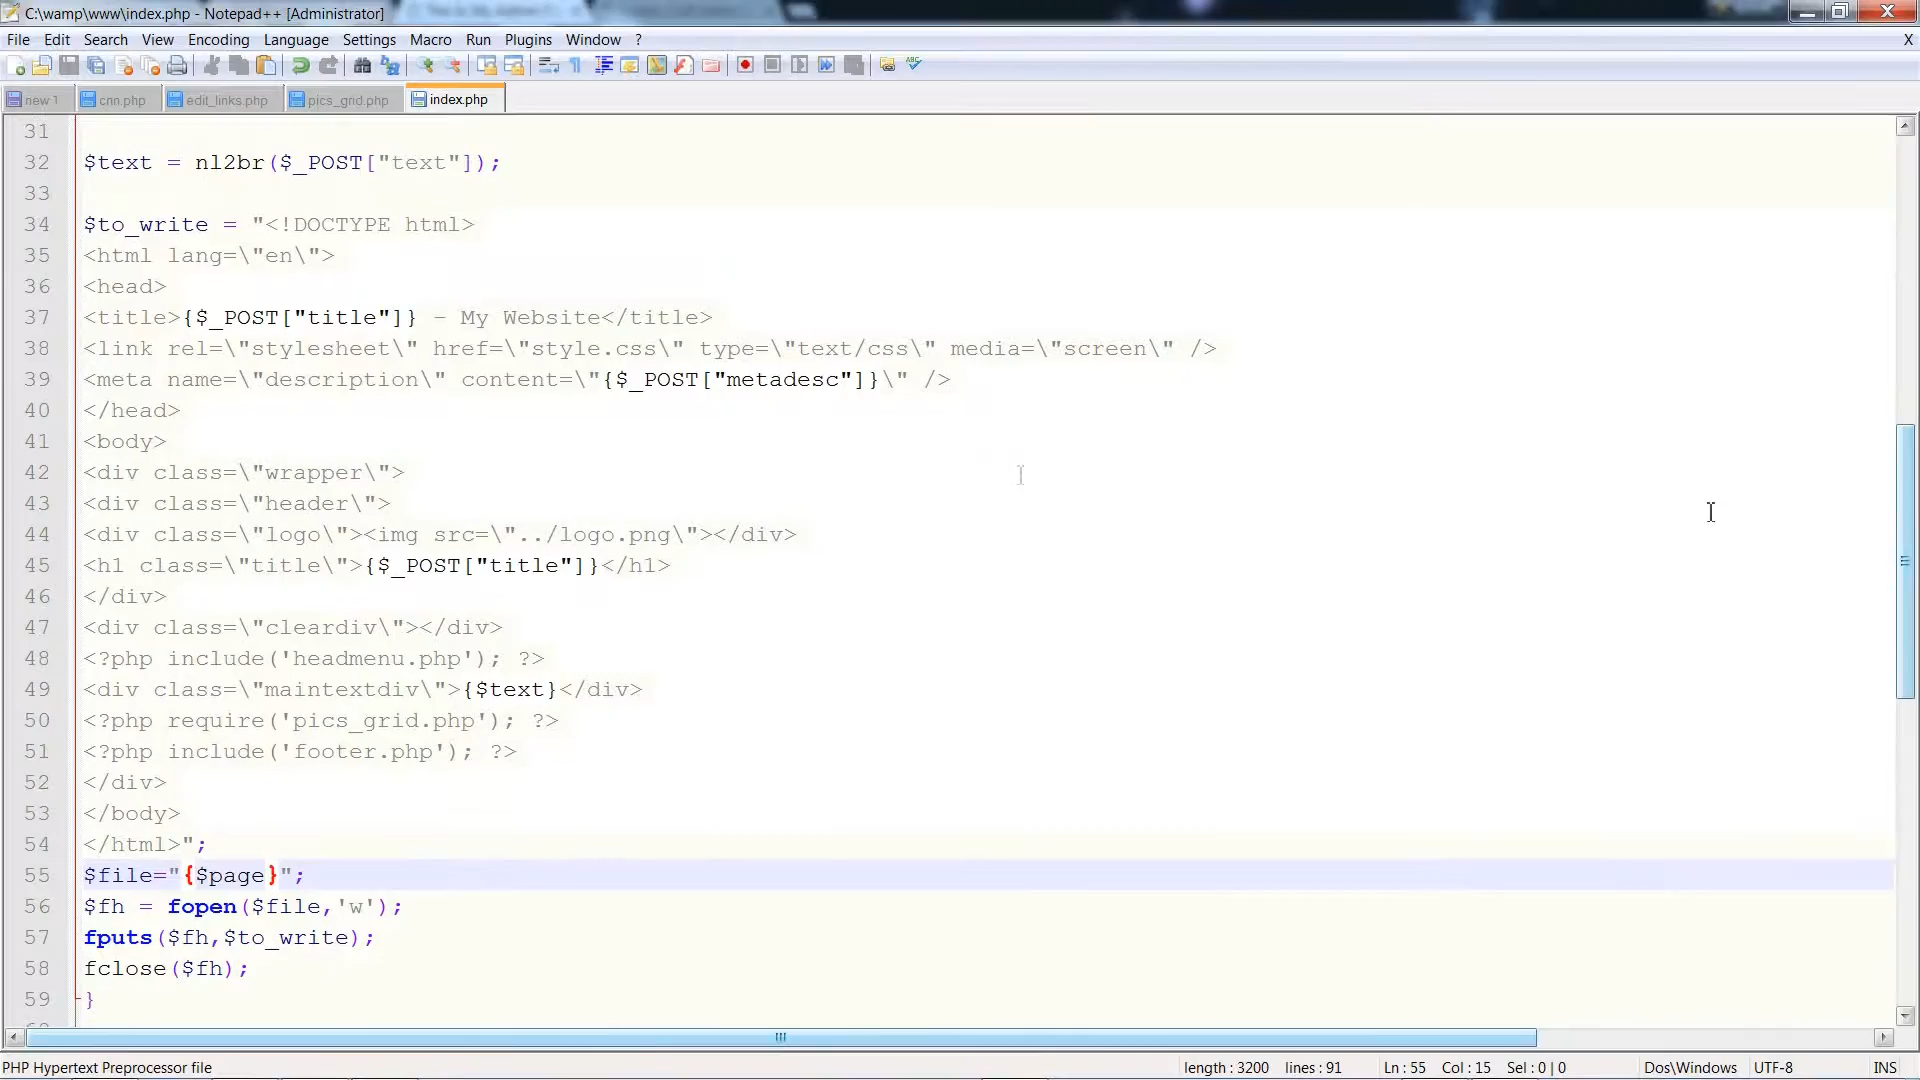 C:\wamp\www\index.php - Notepad++ [Administrator]
File Edit Search View Encoding Language Settings Macro Run Plugins Window ? X
new 1 cnn.php edit_links.php pics_grid.php index.php
31
32 $text = nl2br($_POST["text"]);
33
34 $to_write = "<!DOCTYPE html>
35 <html lang=\"en\">
36 <head>
37 <title>{$_POST["title"]} - My Website</title>
38 <link rel=\"stylesheet\" href=\"style.css\" type=\"text/css\" media=\"screen\" />
39 <meta name=\"description\" content=\"{$_POST["metadesc"]}\" />
40 </head>
41 <body>
42 <div class=\"wrapper\">
43 <div class=\"header\">
44 <div class=\"logo\"><img src=\"../logo.png\"></div>
45 <h1 class=\"title\">{$_POST["title"]}</h1>
46 </div>
47 <div class=\"cleardiv\"></div>
48 <?php include('headmenu.php'); ?>
49 <div class=\"maintextdiv\">{$text}</div>
50 <?php require('pics_grid.php'); ?>
51 <?php include('footer.php'); ?>
52 </div>
53 </body>
54 </html>";
55 $file="{$page}";
56 $fh = fopen($file,'w');
57 fputs($fh,$to_write);
58 fclose($fh);
59 }
PHP Hypertext Preprocessor file length : 3200 lines : 91 Ln : 55 Col : 15 Sel : 0 | 0 Dos\Windows UTF-8 INS